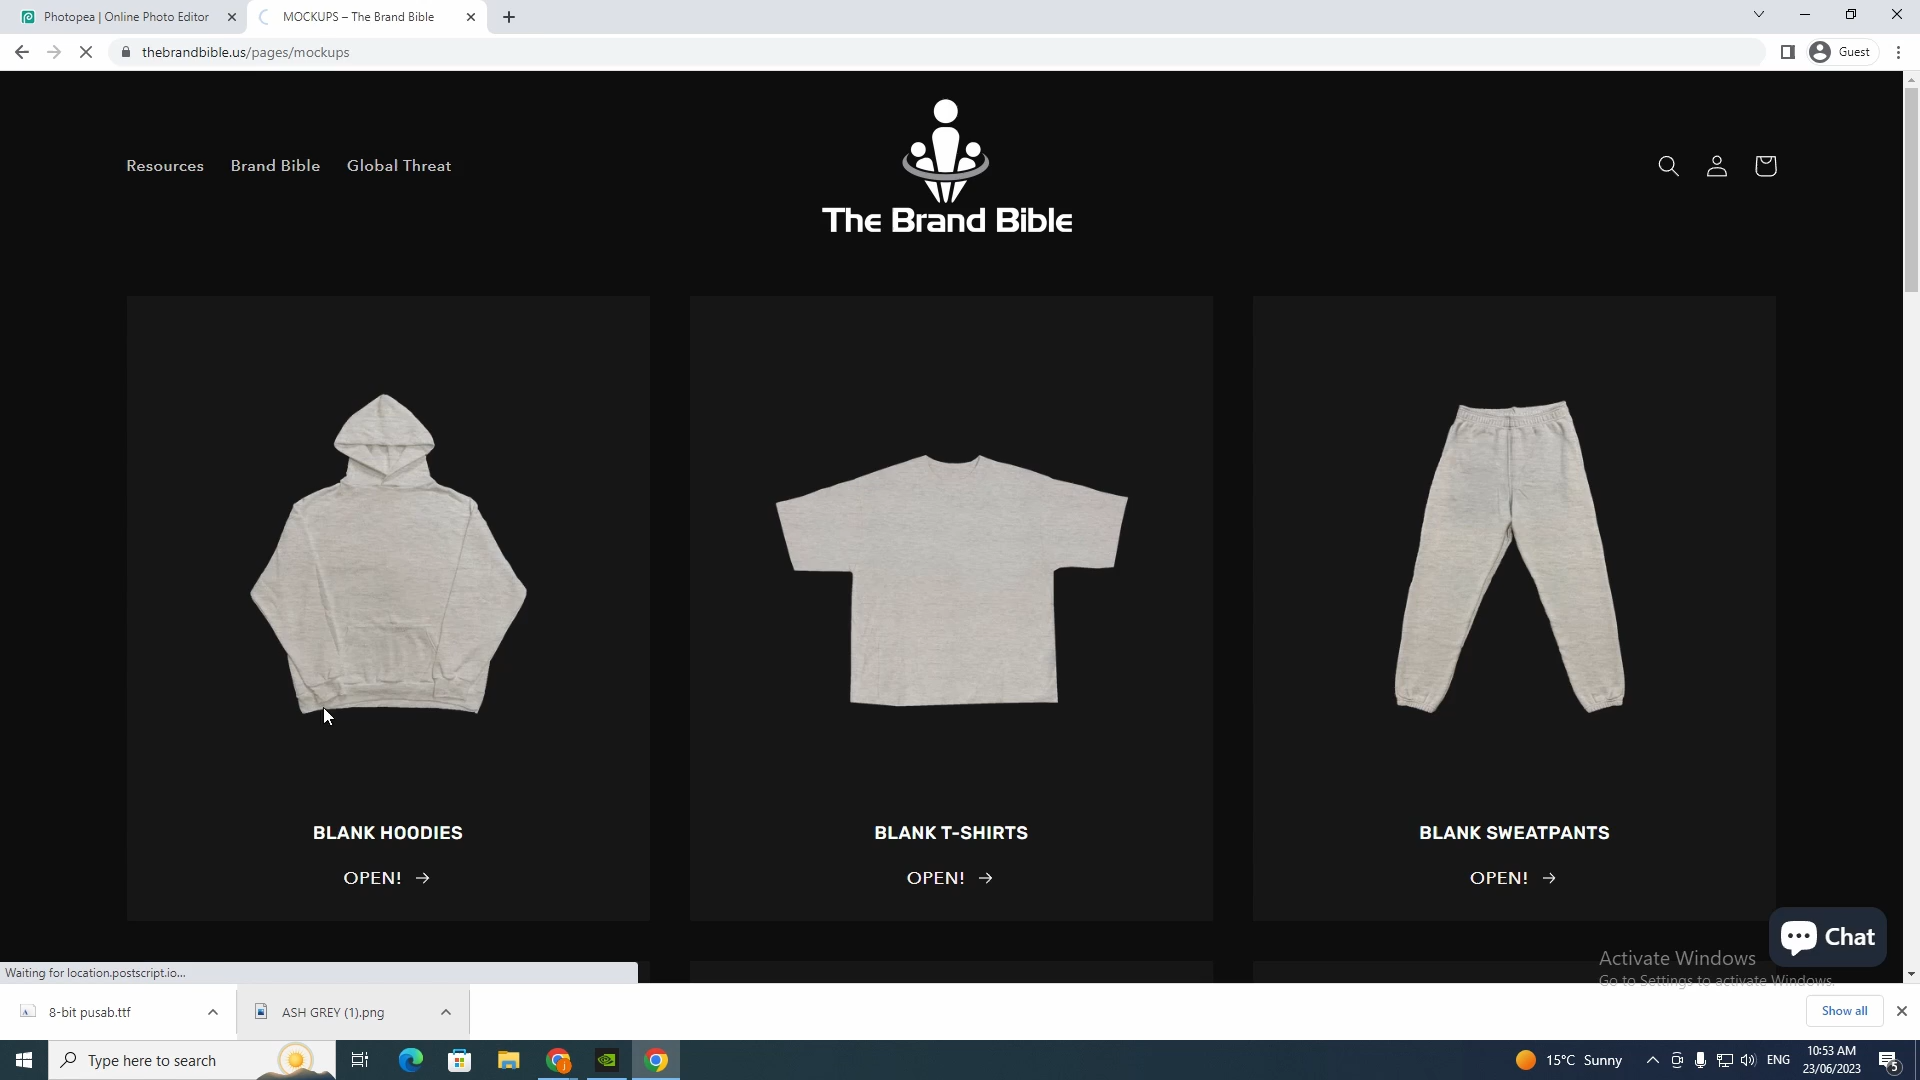 Photopea | Online Photo Editor
MOCKUPS – The Brand Bible
thebrandbible.us/pages/mockups
Guest
Resources Brand Bible Global Threat
The Brand Bible
BLANK HOODIES
OPEN! →
BLANK T-SHIRTS
OPEN! →
BLANK SWEATPANTS
OPEN! →
Chat
Activate Windows
Go to Settings to activate Windows.
Waiting for location.postscript.io...
8-bit pusab.ttf
ASH GREY (1).png
Show all
Type here to search
15°C Sunny
ENG
10:53 AM
23/06/2023
5